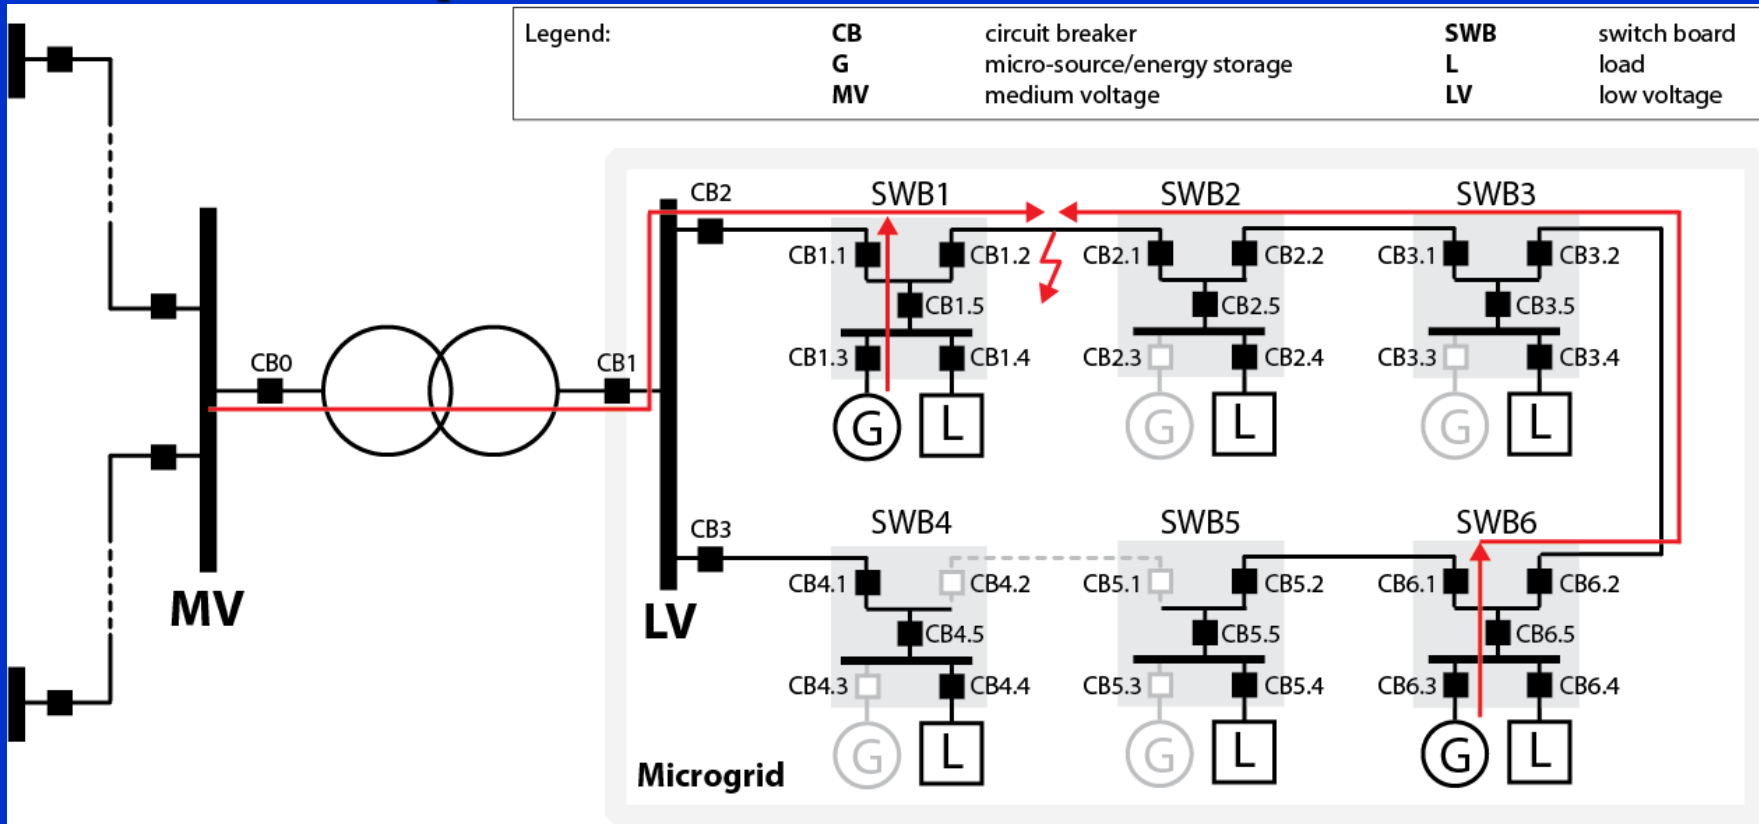 Legend: CB circuit breaker SWB switch board
G micro-source/energy storage L load
MV medium voltage LV low voltage
CB2 SWB1 SWB2 SWB3
CB1.1 CB1.2 CB2.1 CB2.2 CB3.1 CB3.2
CB1.5 CB2.5 CB3.5
CB0 CB1 CB1.3 CB1.4 CB2.3 CB2.4 CB3.3 CB3.4
G L G L G L
CB3 SWB4 SWB5 SWB6
CB4.1 CB4.2 CB5.1 CB5.2 CB6.1 CB6.2
MV LV CB4.5 CB5.5 CB6.5
CB4.3 CB4.4 CB5.3 CB5.4 CB6.3 CB6.4
G L G L G L
Microgrid